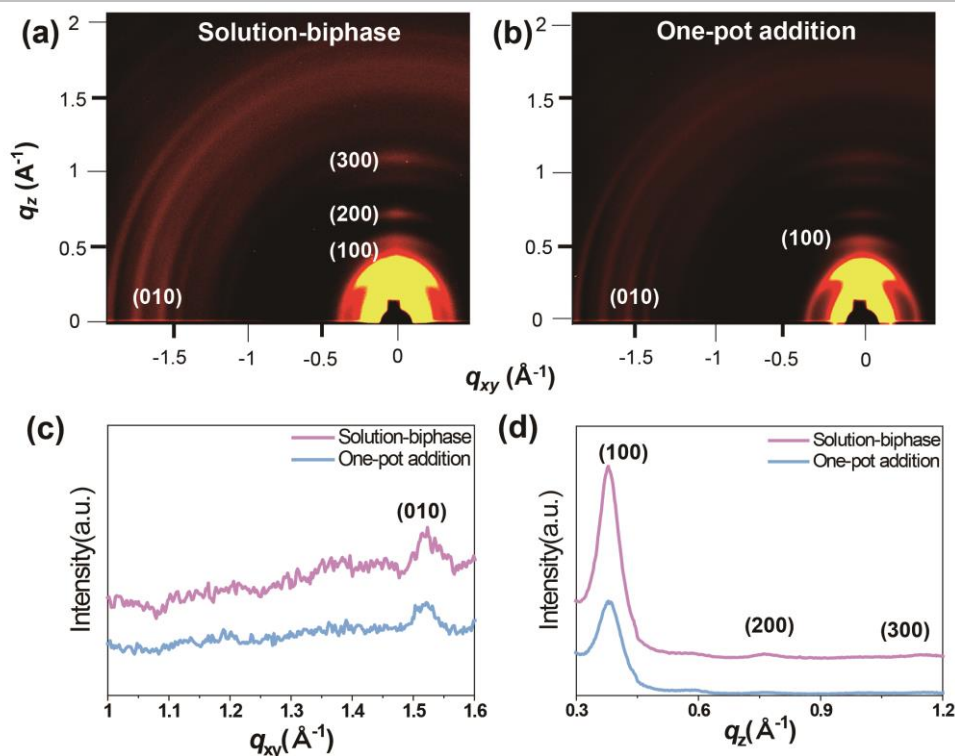 (a) Solution-biphase
(b) One-pot addition
2
1.5
1
0.5
0
qz (A-1)
(300)
(200)
(100)
(010)
-1.5
-1
-0.5
0
2
1.5
1
0.5
0
(100)
(010)
-1.5
-1
-0.5
0
qxy (Å-1)
(c)
Solution-biphase
One-pot addition
(010)
Intensity(a.u.)
1 1.1 1.2 1.3 1.4 1.5 1.6
qxy(Å-1)
(d)
Solution-biphase
One-pot addition
(100)
(200)
(300)
Intensity(a.u.)
0.3 0.6 0.9 1.2
qz(Å-1)